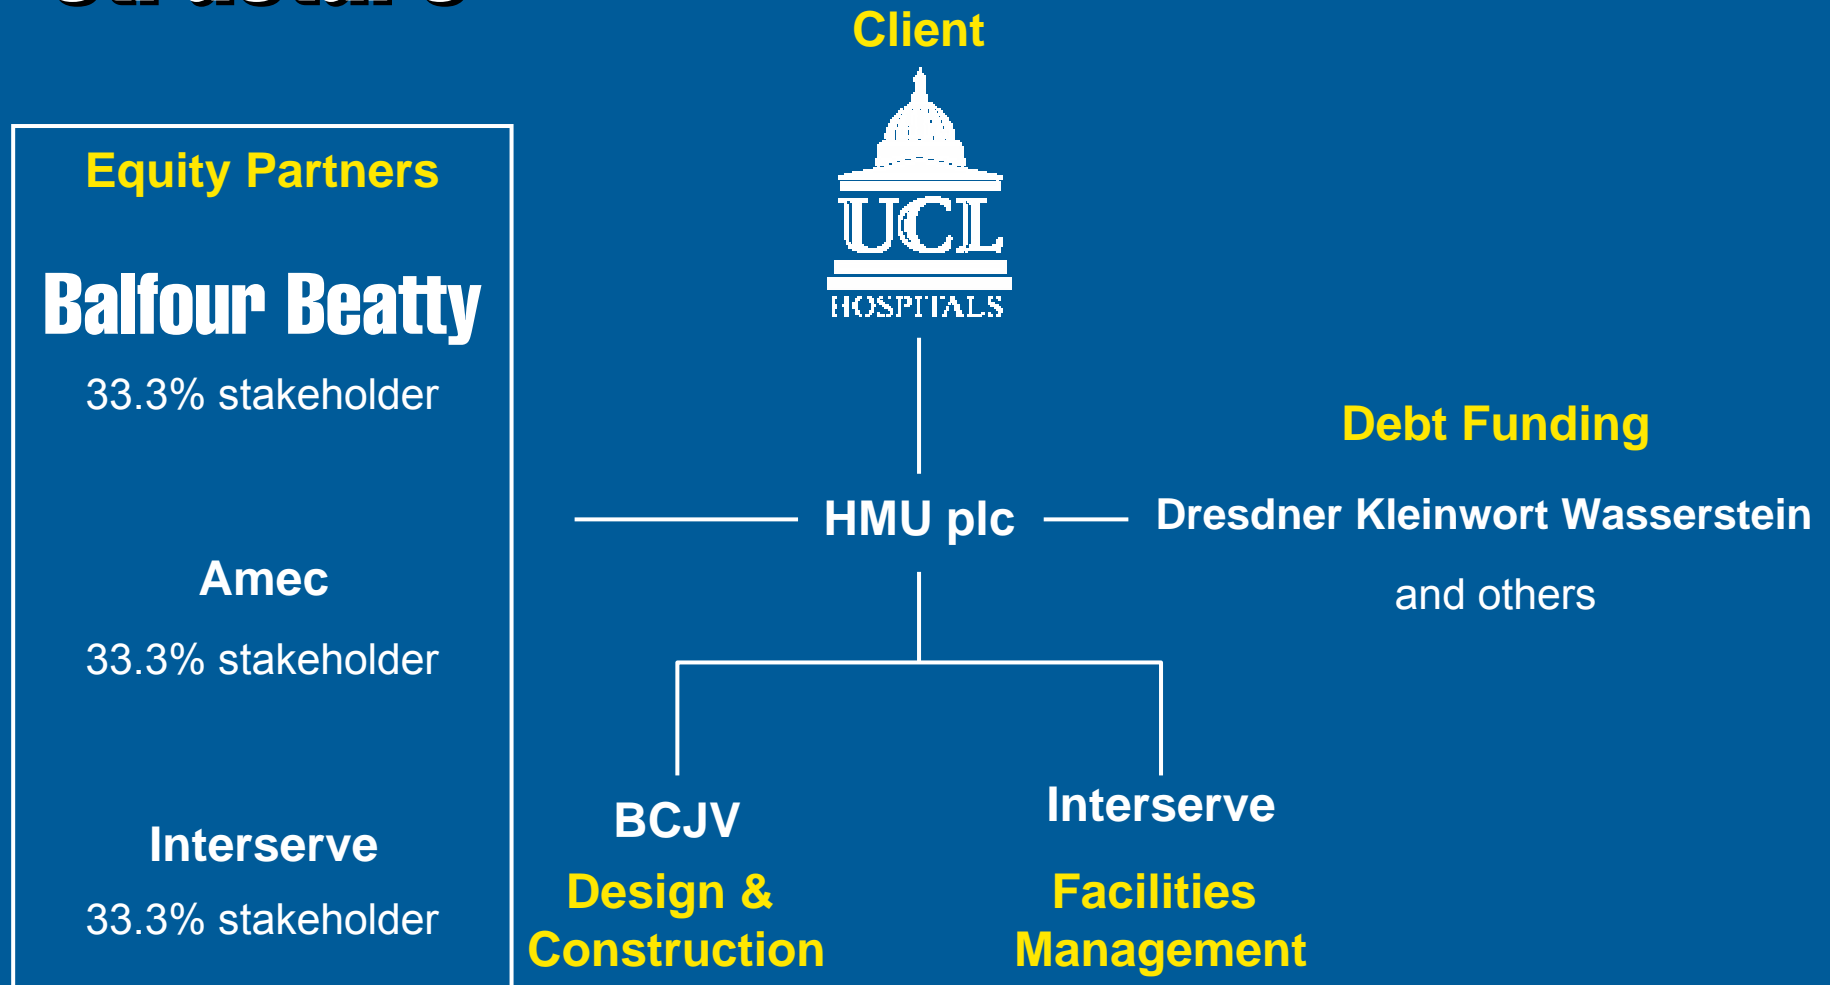 Structure
Client
UCL
HOSPITALS
Equity Partners
Balfour Beatty
33.3% stakeholder
Amec
33.3% stakeholder
Interserve
33.3% stakeholder
HMU plc
Debt Funding
Dresdner Kleinwort Wasserstein
and others
BCJV
Design &
Construction
Interserve
Facilities
Management